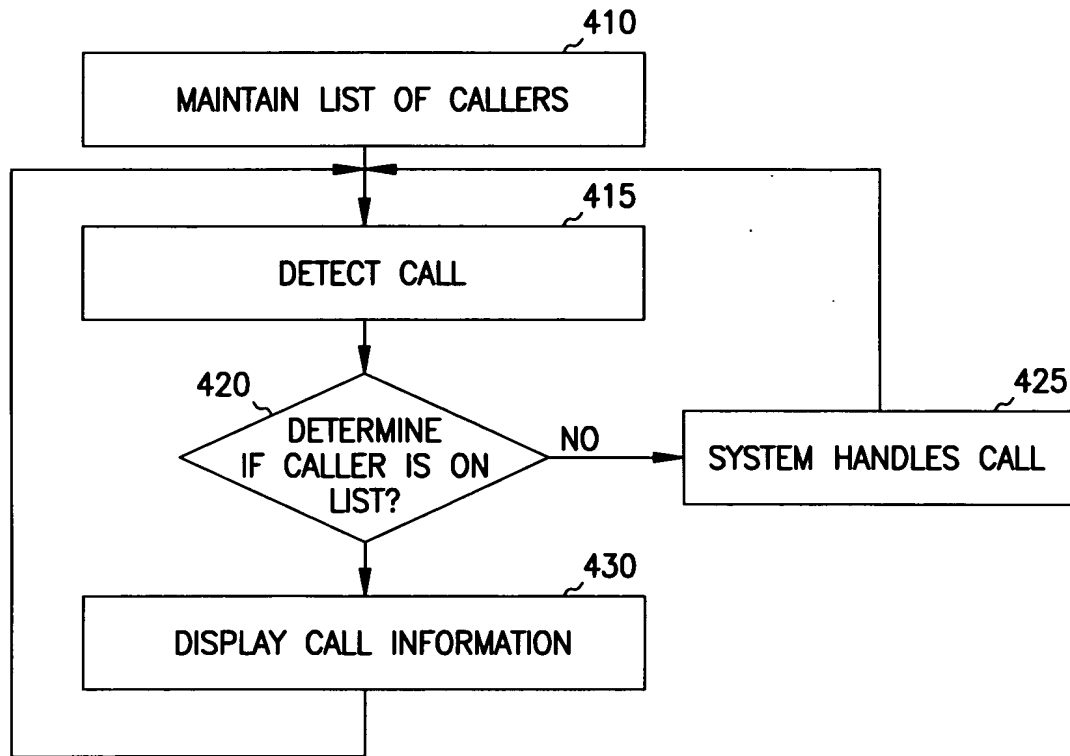 410
MAINTAIN LIST OF CALLERS
415
DETECT CALL
420
DETERMINE
IF CALLER IS ON
LIST?
NO
425
SYSTEM HANDLES CALL
430
DISPLAY CALL INFORMATION